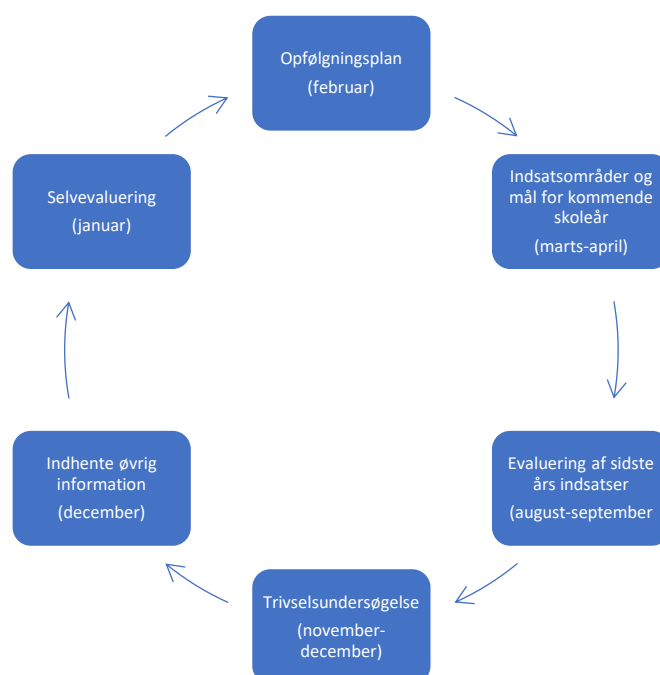 Opfølgningsplan
(februar)
Indsatsområder og
mål for kommende
skoleår
(marts-april)
Evaluering af sidste
års indsatser
(august-september
Trivselsundersøgelse
(november-
december)
Indhente øvrig
information
(december)
Selvevaluering
(januar)